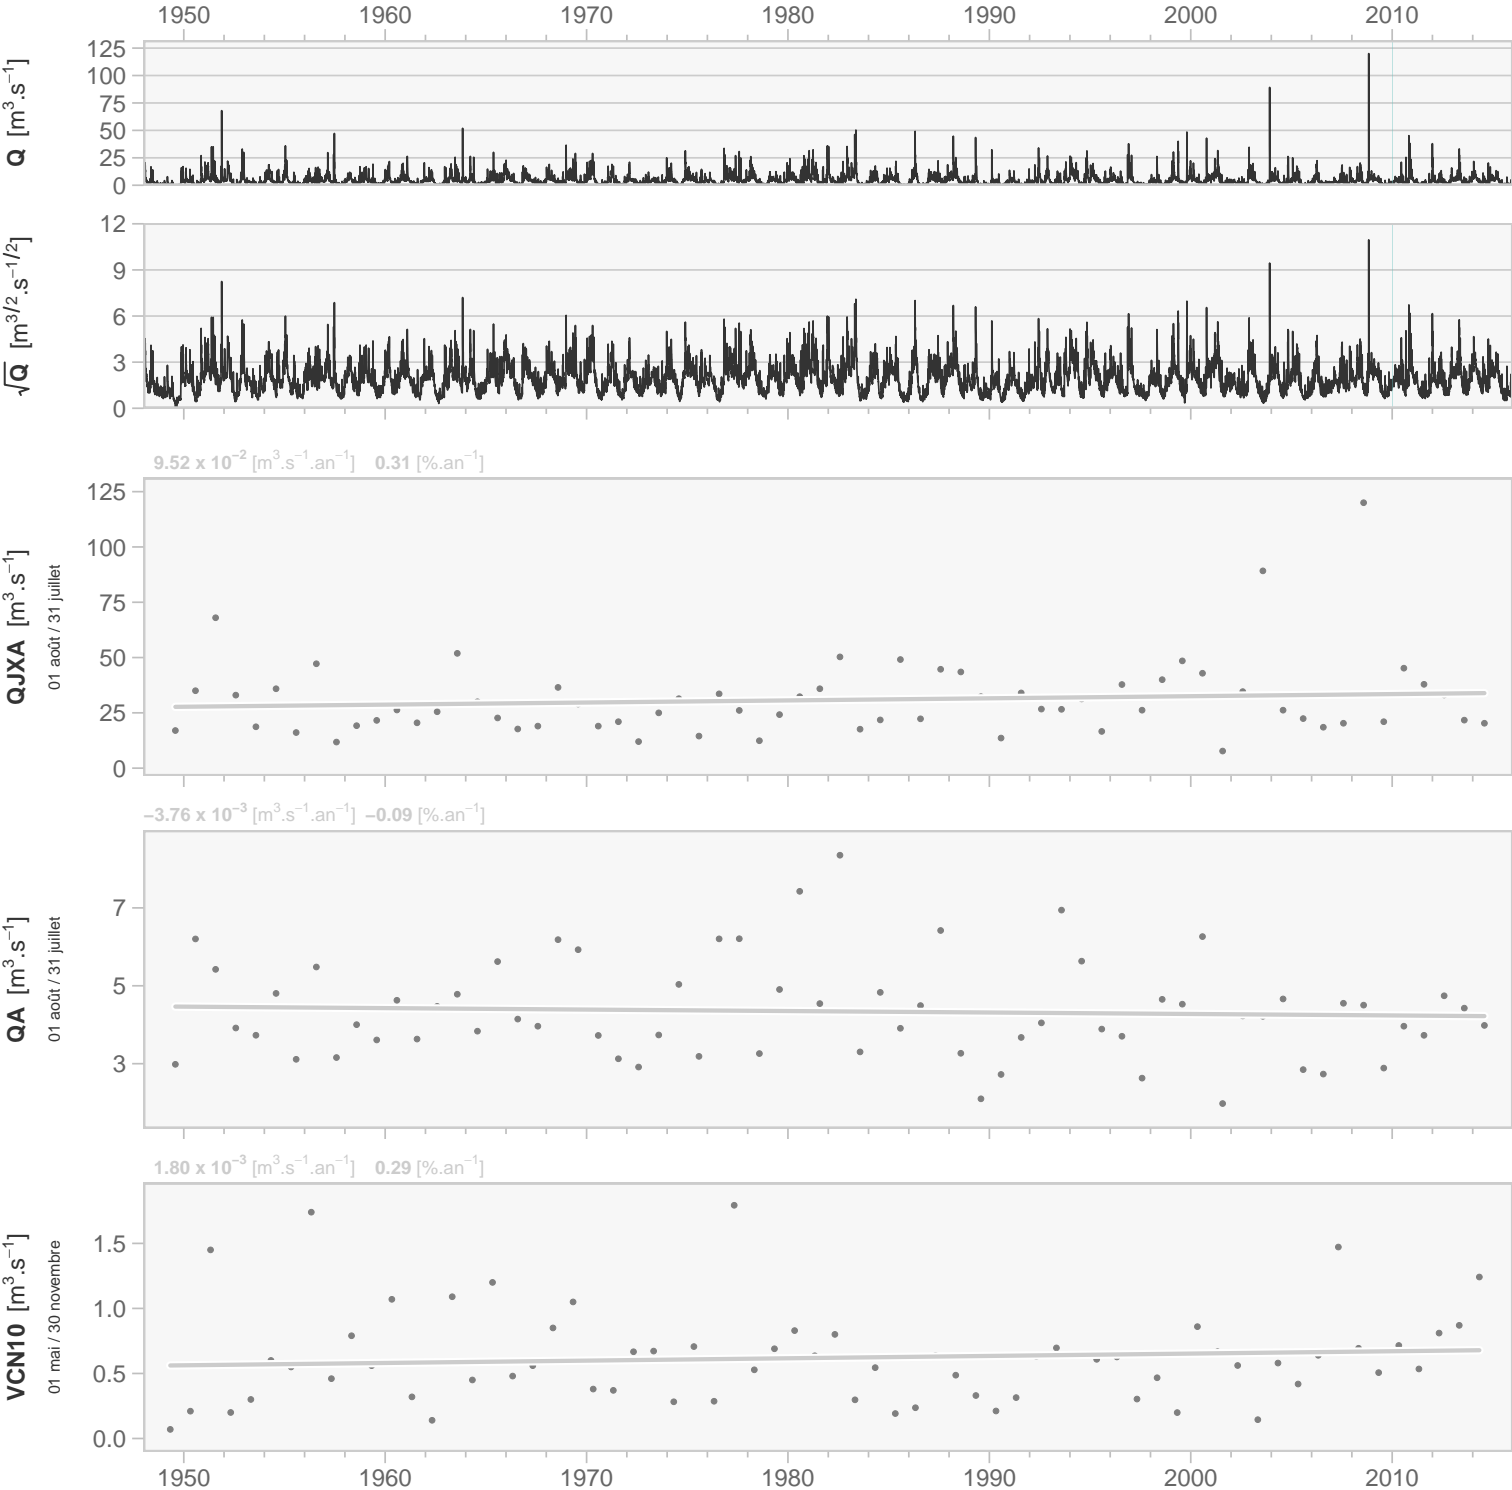 1950 1960 1970 1980 1990 2000 2010
Q [m³.s⁻¹]
125
100
75
50
25
0
√Q [m^3/2.s^−1/2]
12
9
6
3
0
9.52 x 10⁻² [m³.s⁻¹.an⁻¹] 0.31 [%.an⁻¹]
QJXA [m³.s⁻¹]
01 août / 31 juillet
125
100
75
50
25
0
−3.76 x 10⁻³ [m³.s⁻¹.an⁻¹] −0.09 [%.an⁻¹]
QA [m³.s⁻¹]
01 août / 31 juillet
7
5
3
1.80 x 10⁻³ [m³.s⁻¹.an⁻¹] 0.29 [%.an⁻¹]
VCN10 [m³.s⁻¹]
01 mai / 30 novembre
1.5
1.0
0.5
0.0
1950 1960 1970 1980 1990 2000 2010